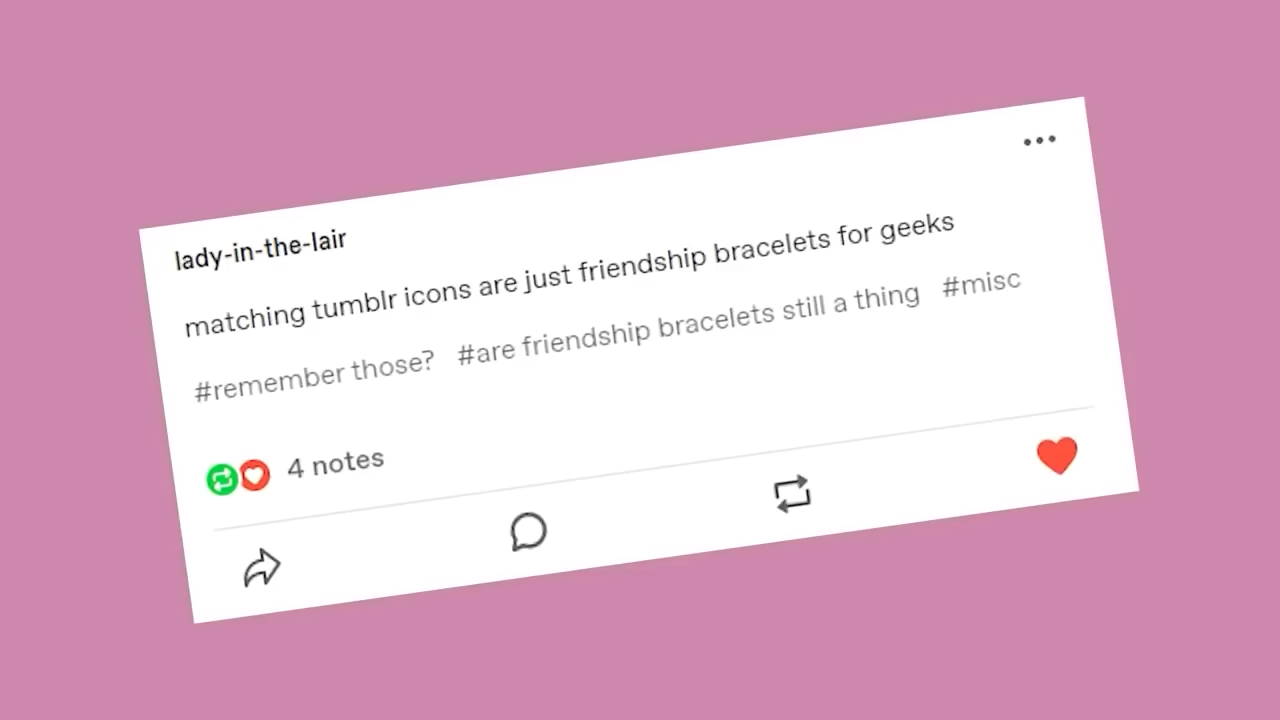 lady-in-the-lair
matching tumblr icons are just friendship bracelets for geeks
#remember those? #are friendship bracelets still a thing #misc
4 notes